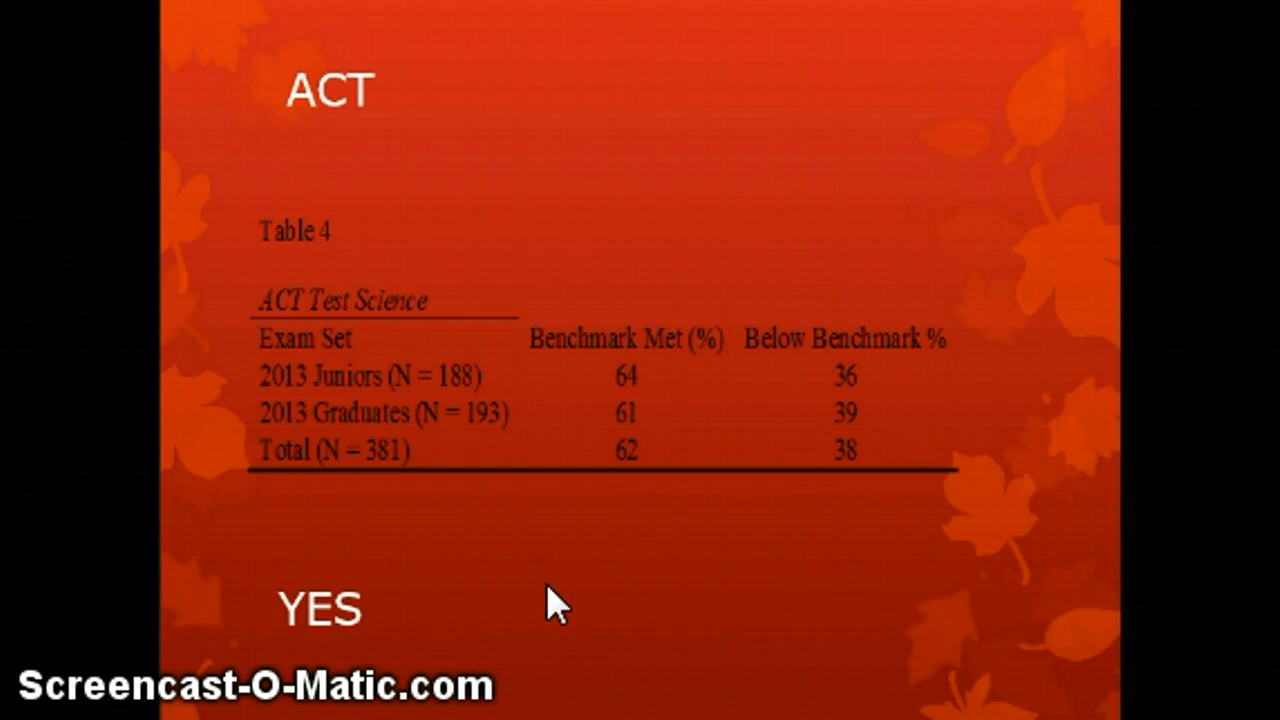 ACT
Table 4
ACT Test Science
Exam Set Benchmark Met (%) Below Benchmark %
2013 Juniors (N = 188) 64 36
2013 Graduates (N = 193) 61 39
Total (N = 381) 62 38
YES
Screencast-O-Matic.com